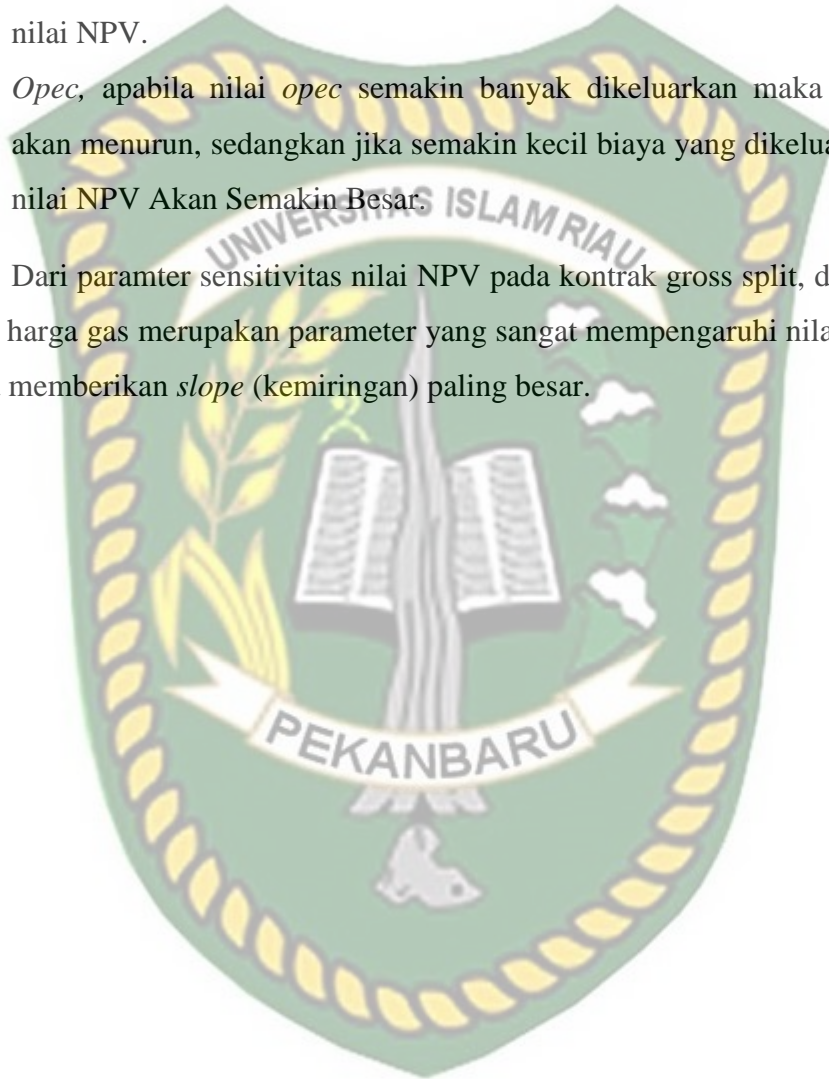 nilai NPV.
Opec, apabila nilai opec semakin banyak dikeluarkan maka
akan menurun, sedangkan jika semakin kecil biaya yang
nilai NPV Akan Semakin Besar.
UNIVERSITAS ISLAM RIAU
Dari paramter sensitivitas nilai NPV pada kontrak gross split,
harga gas merupakan parameter yang sangat mempengaruhi
memberikan slope (kemiringan) paling besar.
PEKANBARU